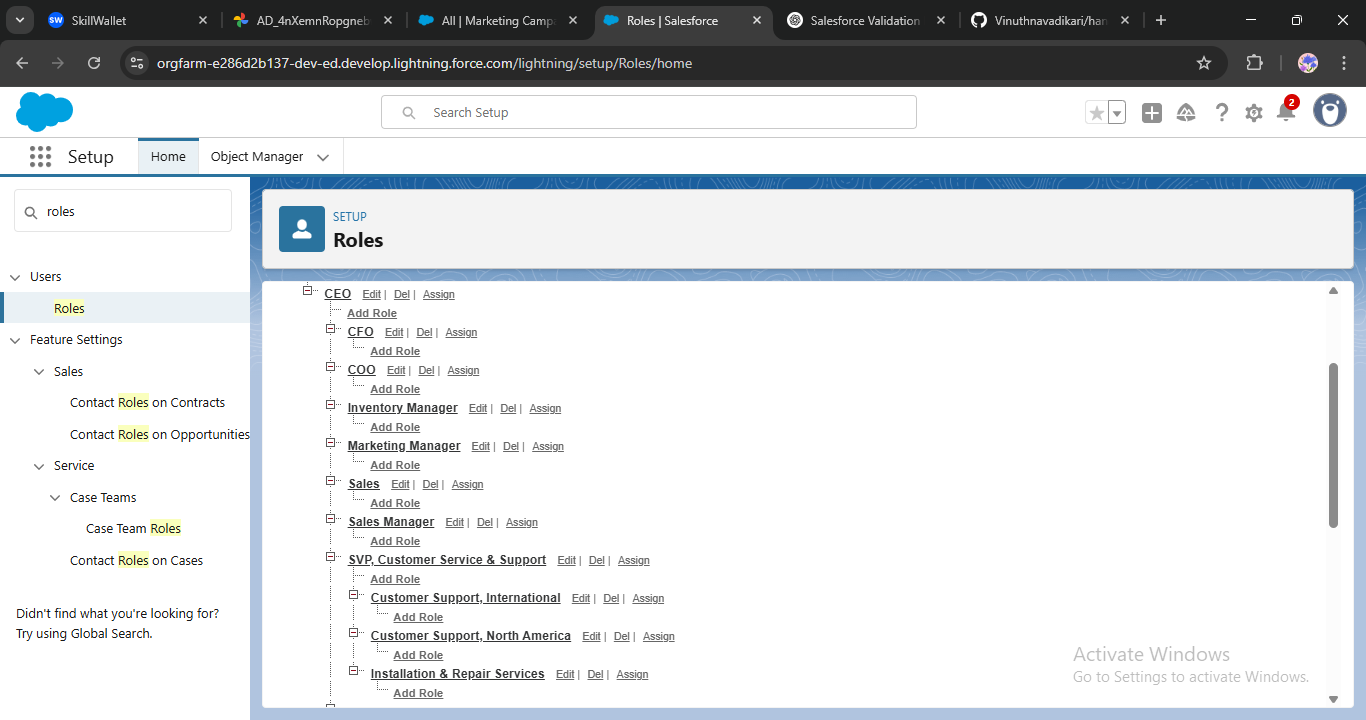 SW SkillWallet
AD_4nXemnRopgneb
All | Marketing Camp
Roles | Salesforce
Salesforce Validation
Vinuthnavadikari/han
orgfarm-e286d2b137-dev-ed.develop.lightning.force.com/lightning/setup/Roles/home
Search Setup
2
Setup
Home
Object Manager
roles
Users
Roles
Feature Settings
Sales
Contact Roles on Contracts
Contact Roles on Opportunities
Service
Case Teams
Case Team Roles
Contact Roles on Cases
Didn't find what you're looking for?
Try using Global Search.
SETUP
Roles
CEO Edit | Del | Assign
Add Role
CFO Edit | Del | Assign
Add Role
COO Edit | Del | Assign
Add Role
Inventory Manager Edit | Del | Assign
Add Role
Marketing Manager Edit | Del | Assign
Add Role
Sales Edit | Del | Assign
Add Role
Sales Manager Edit | Del | Assign
Add Role
SVP, Customer Service & Support Edit | Del | Assign
Add Role
Customer Support, International Edit | Del | Assign
Add Role
Customer Support, North America Edit | Del | Assign
Add Role
Installation & Repair Services Edit | Del | Assign
Add Role
Activate Windows
Go to Settings to activate Windows.